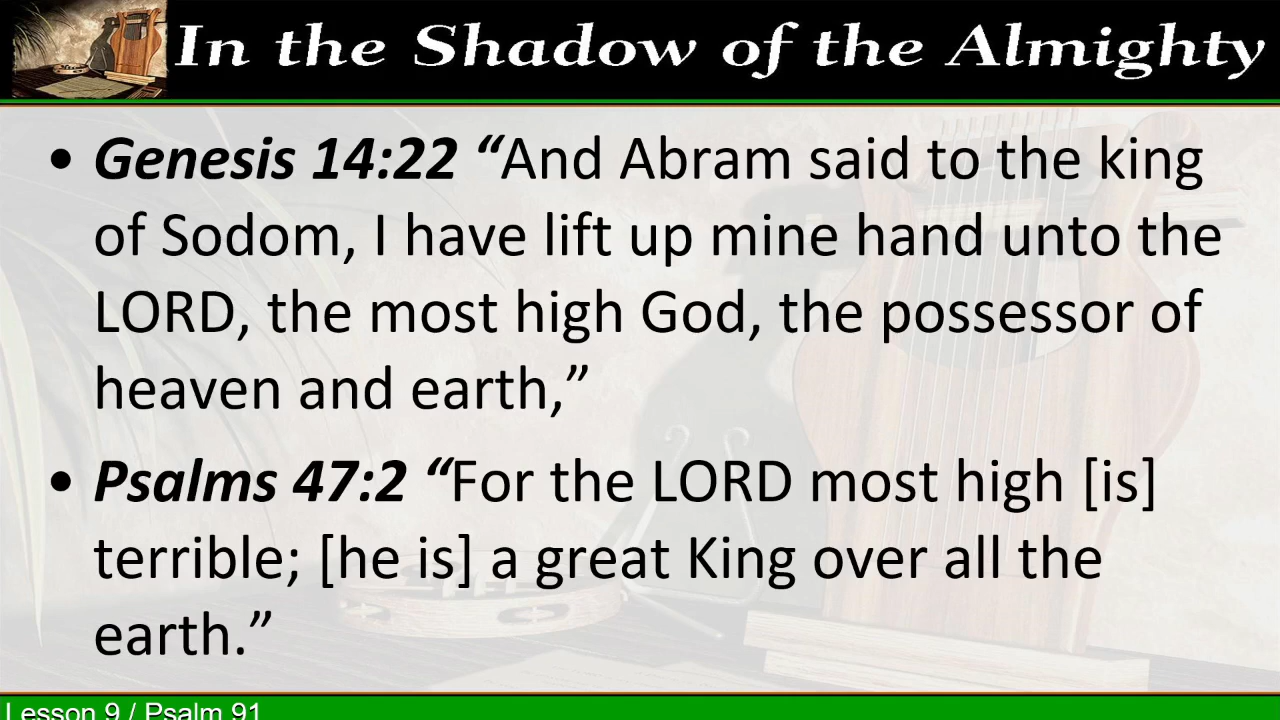 In the Shadow of the Almighty
• Genesis 14:22 “And Abram said to the king
of Sodom, I have lift up mine hand unto the
LORD, the most high God, the possessor of
heaven and earth,”
• Psalms 47:2 “For the LORD most high [is]
terrible; [he is] a great King over all the
earth.”
Lesson 9 / Psalm 91